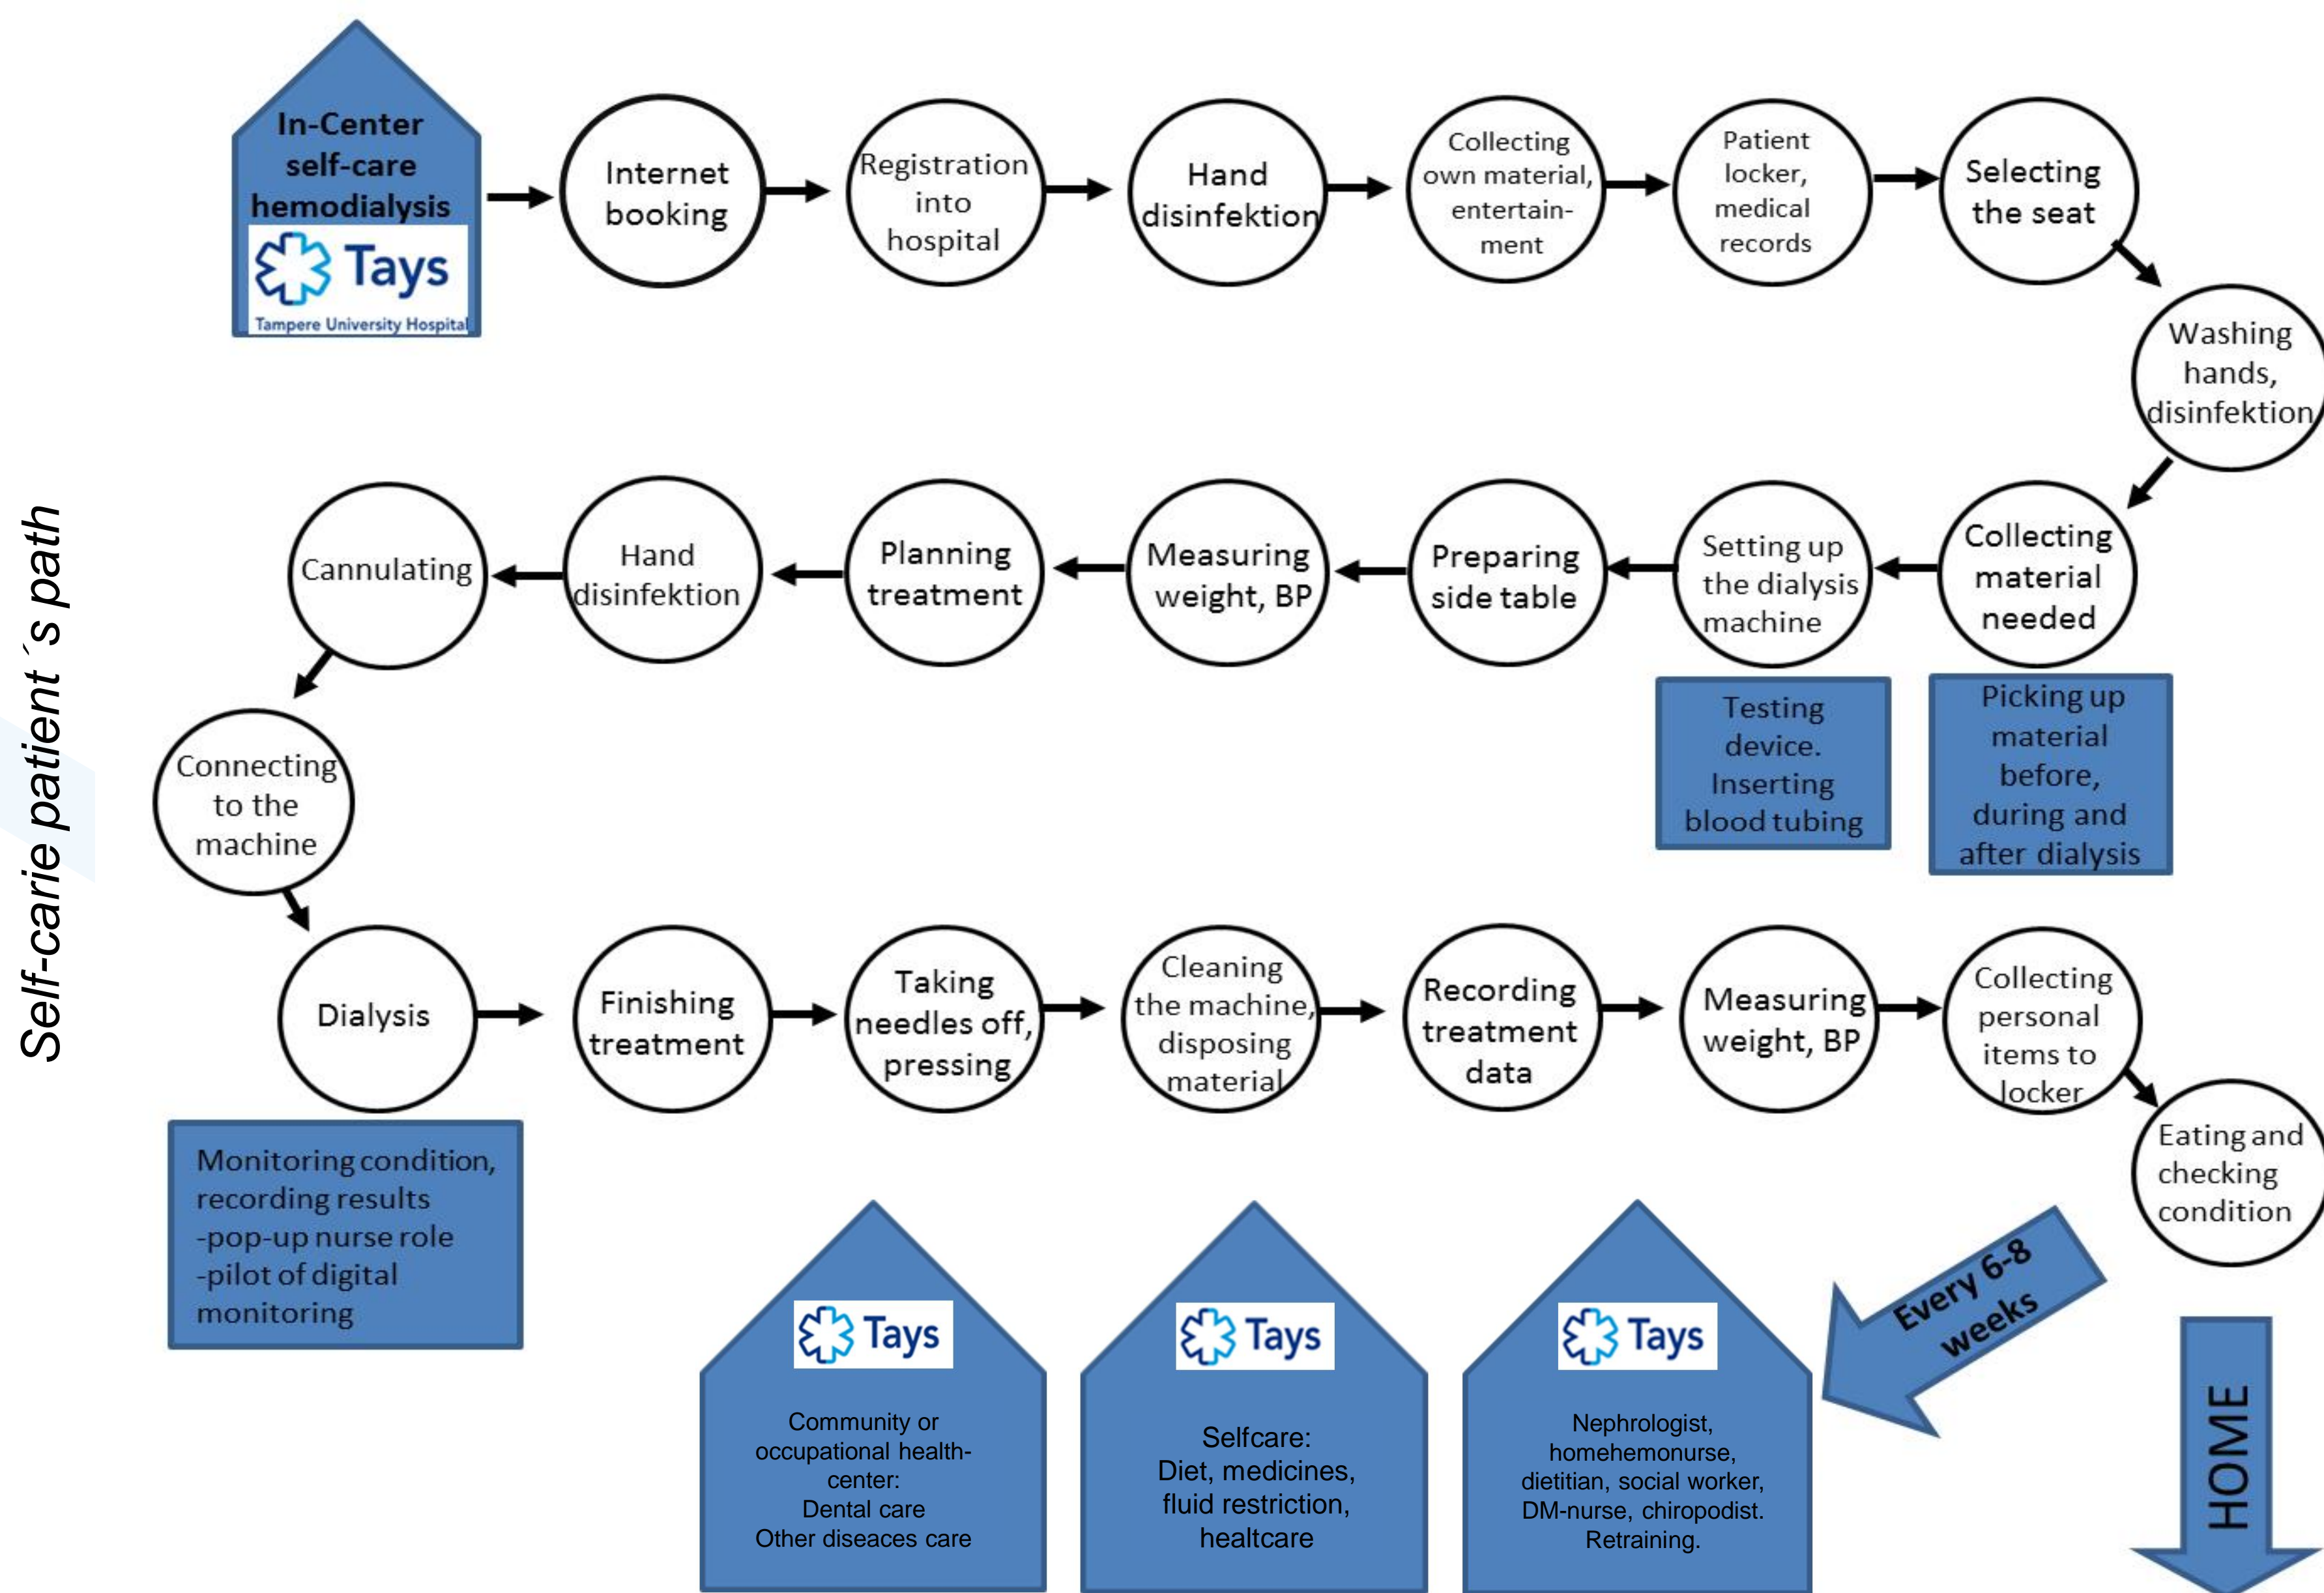 Self-carie patient ´s path
In-Center
self-care
hemodialysis
Tays
Tampere University Hospital
Internet
booking
Registration
into
hospital
Hand
disinfektion
Collecting
own material,
entertain-
ment
Patient
locker,
medical
records
Selecting
the seat
Washing
hands,
disinfektion
Collecting
material
needed
Picking up
material
before,
during and
after dialysis
Setting up
the dialysis
machine
Testing
device.
Inserting
blood tubing
Preparing
side table
Measuring
weight, BP
Planning
treatment
Hand
disinfektion
Cannulating
Connecting
to the
machine
Dialysis
Monitoring condition,
recording results
-pop-up nurse role
-pilot of digital
monitoring
Finishing
treatment
Taking
needles off,
pressing
Cleaning
the machine,
disposing
material
Recording
treatment
data
Measuring
weight, BP
Collecting
personal
items to
locker
Eating and
checking
condition
Every 6-8
weeks
HOME
Tays
Nephrologist,
homehemonurse,
dietitian, social worker,
DM-nurse, chiropodist.
Retraining.
Tays
Selfcare:
Diet, medicines,
fluid restriction,
healtcare
Tays
Community or
occupational health-
center:
Dental care
Other diseaces care